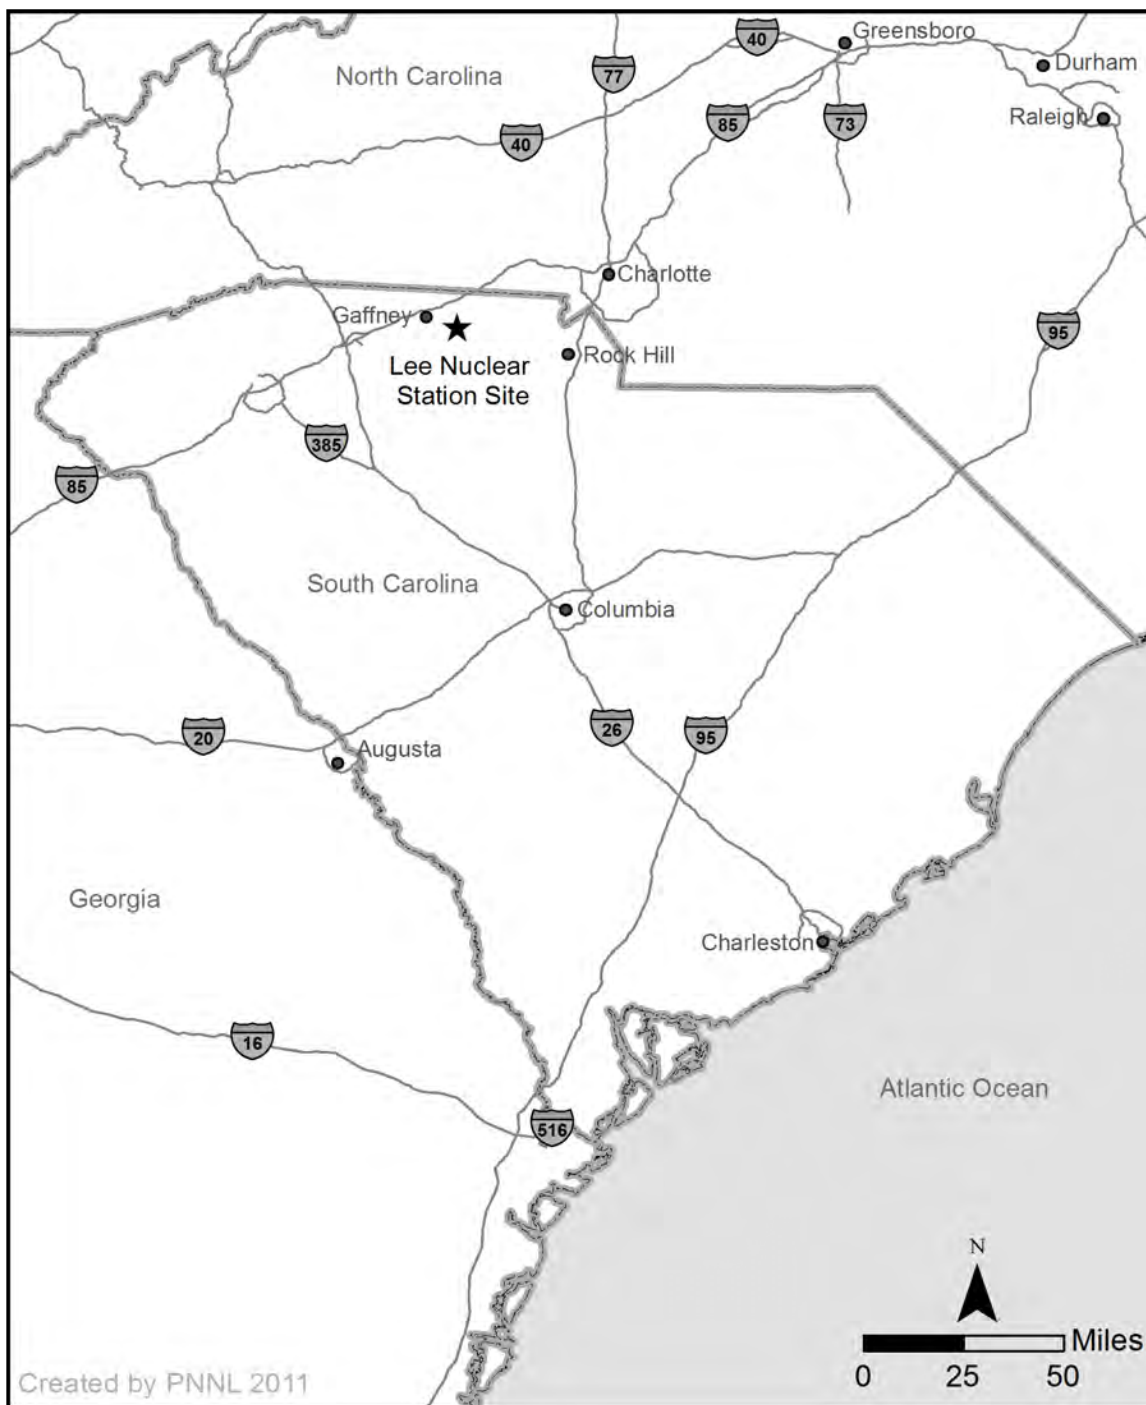 Greensboro
40
Durham
North Carolina
77
Raleigh
85
73
40
Charlotte
Gaffney
95
Rock Hill
Lee Nuclear
Station Site
385
85
South Carolina
Columbia
20
26
95
Augusta
Georgia
Charleston
16
Atlantic Ocean
516
N
Miles
0 25 50
Created by PNNL 2011